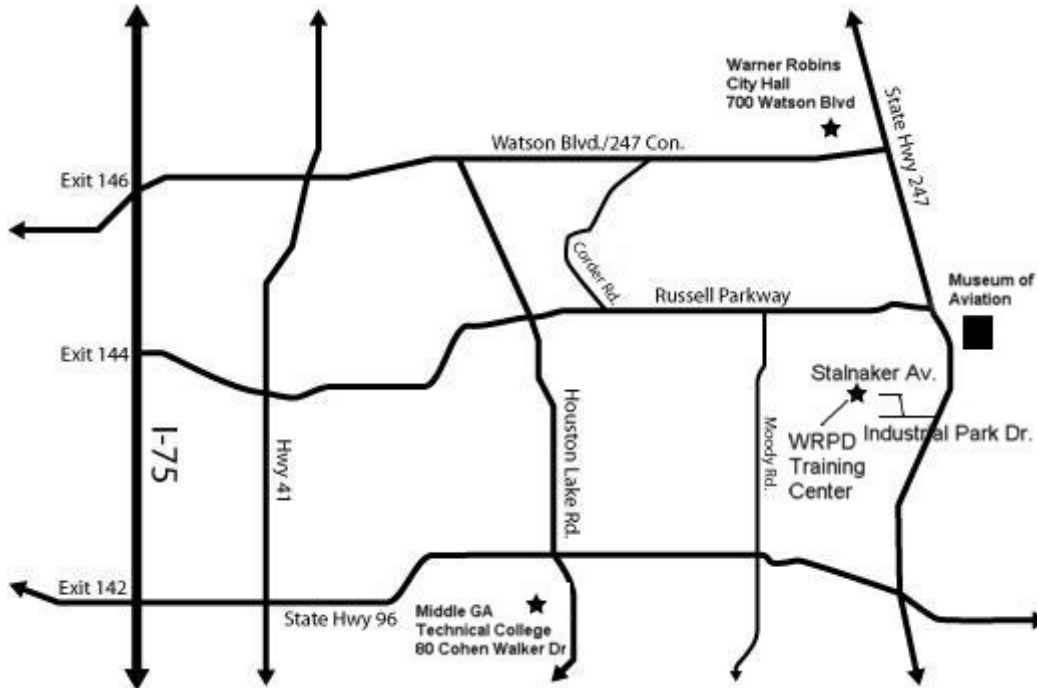 Warner Robins
City Hall
700 Watson Blvd
State Hwy 247
Watson Blvd./247 Con.
Exit 146
Corder Rd.
Museum of
Aviation
Russell Parkway
Exit 144
Stalnaker Av.
Houston Lake Rd.
Moody Rd.
WRPD
Training
Center
Industrial Park Dr.
I-75
Hwy 41
Exit 142
State Hwy 96
Middle GA
Technical College
80 Cohen Walker Dr